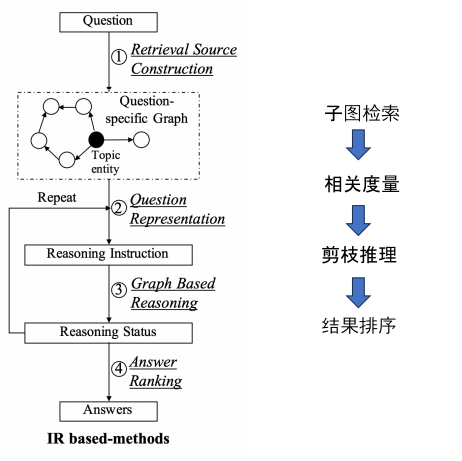 Question
① Retrieval Source
Construction
Question-
specific Graph
Topic
entity
Repeat
② Question
Representation
Reasoning Instruction
③ Graph Based
Reasoning
Reasoning Status
④ Answer
Ranking
Answers
IR based-methods
子图检索
相关度量
剪枝推理
结果排序